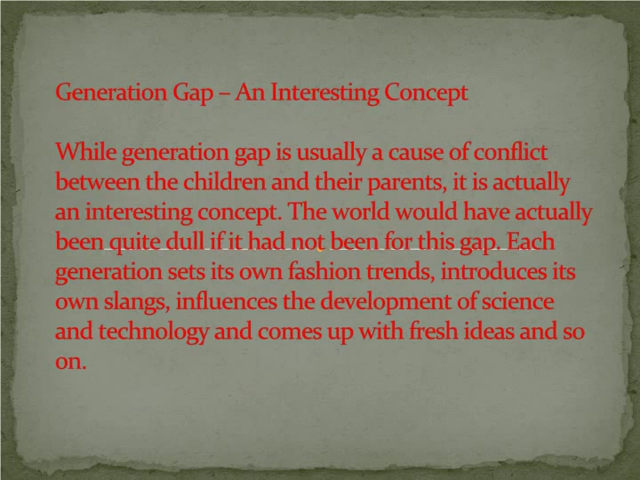 Generation Gap – An Interesting Concept
While generation gap is usually a cause of conflict
between the children and their parents, it is actually
an interesting concept. The world would have actually
been quite dull if it had not been for this gap. Each
generation sets its own fashion trends, introduces its
own slangs, influences the development of science
and technology and comes up with fresh ideas and so
on.